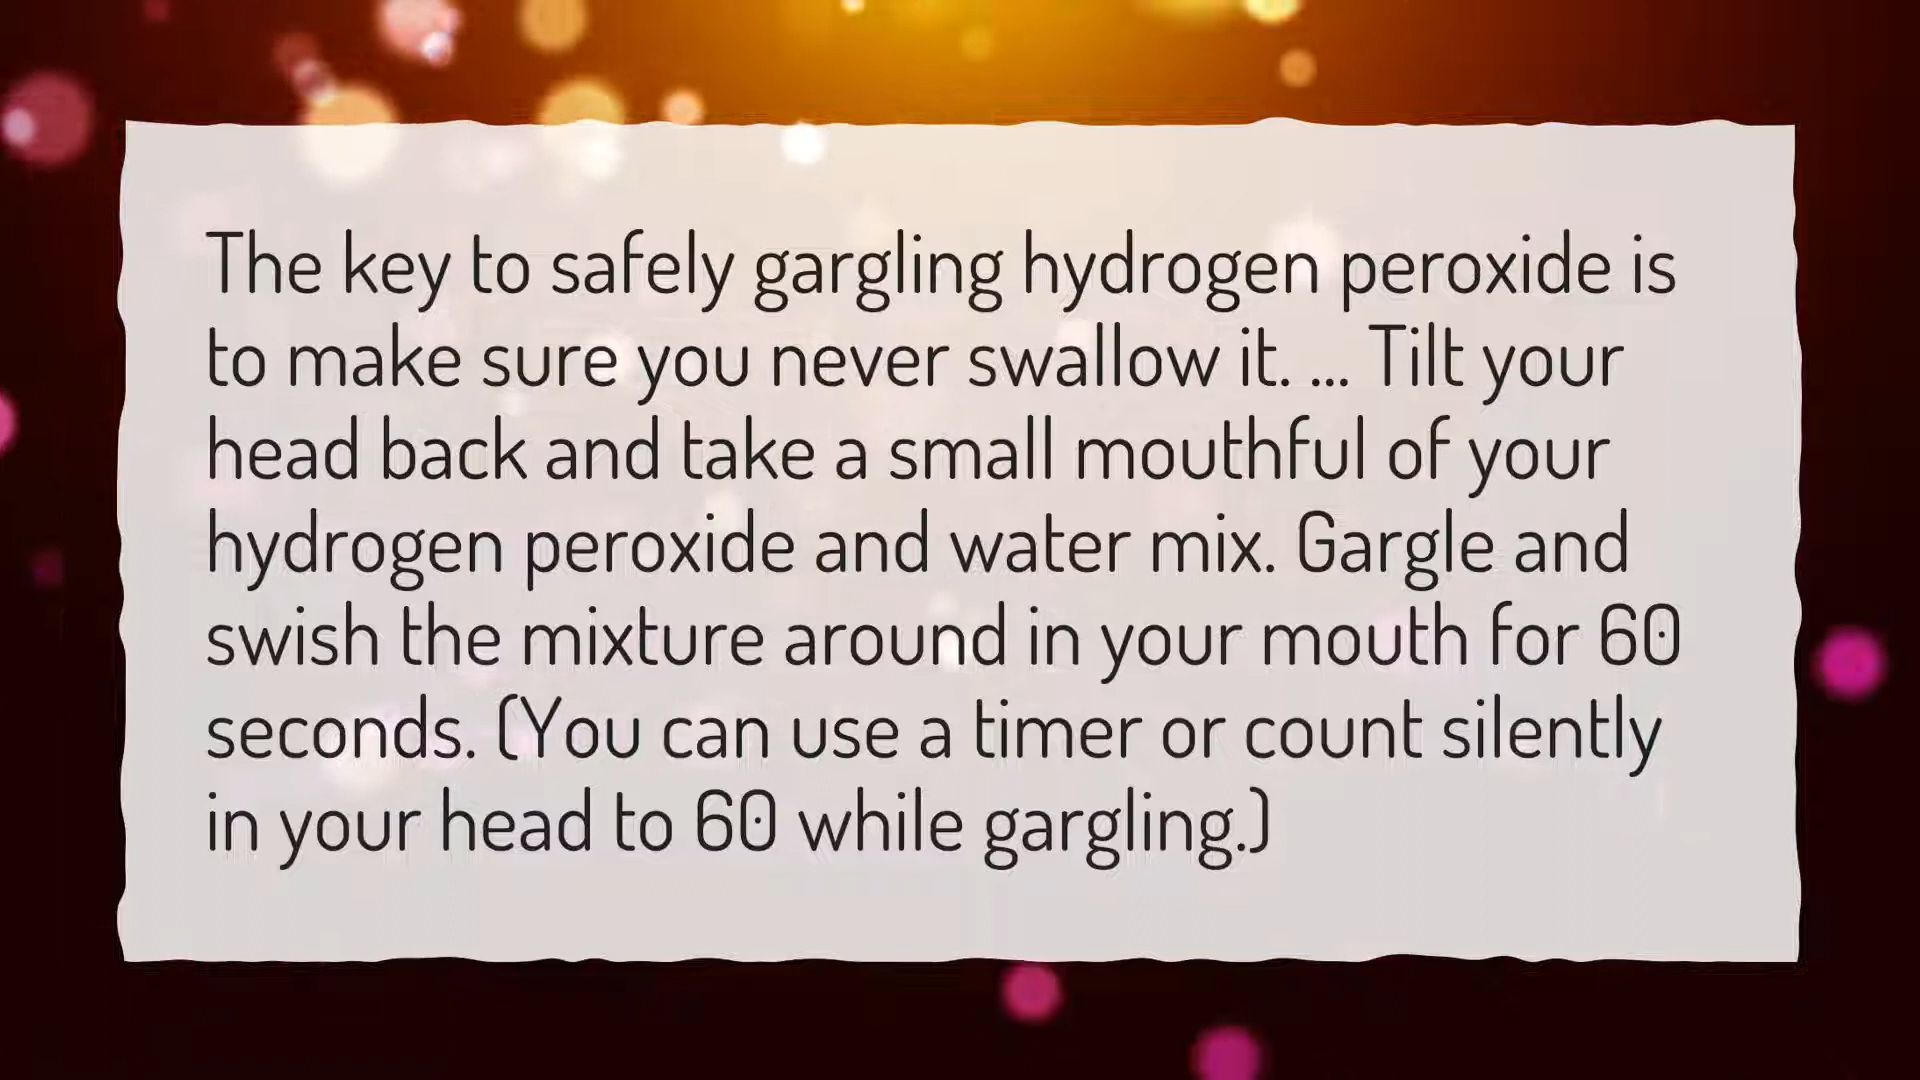 The key to safely gargling hydrogen peroxide is
to make sure you never swallow it. ... Tilt your
head back and take a small mouthful of your
hydrogen peroxide and water mix. Gargle and
swish the mixture around in your mouth for 60
seconds. (You can use a timer or count silently
in your head to 60 while gargling.)